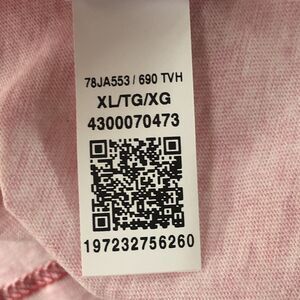 78JA553 / 690 TVH
XL/TG/XG
4300070473
197232756260